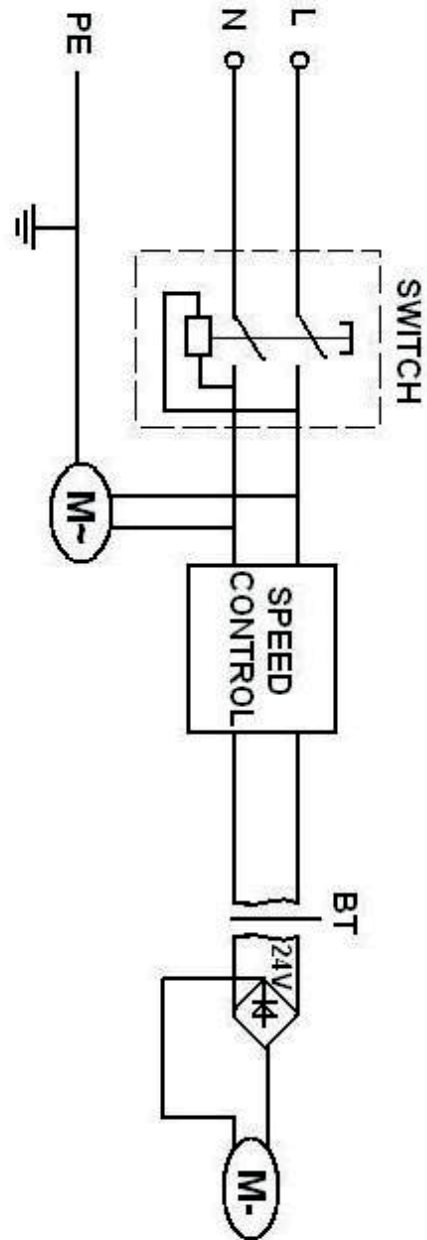 L
N
PE
SWITCH
M~
SPEED
CONTROL
BT
24V
M-